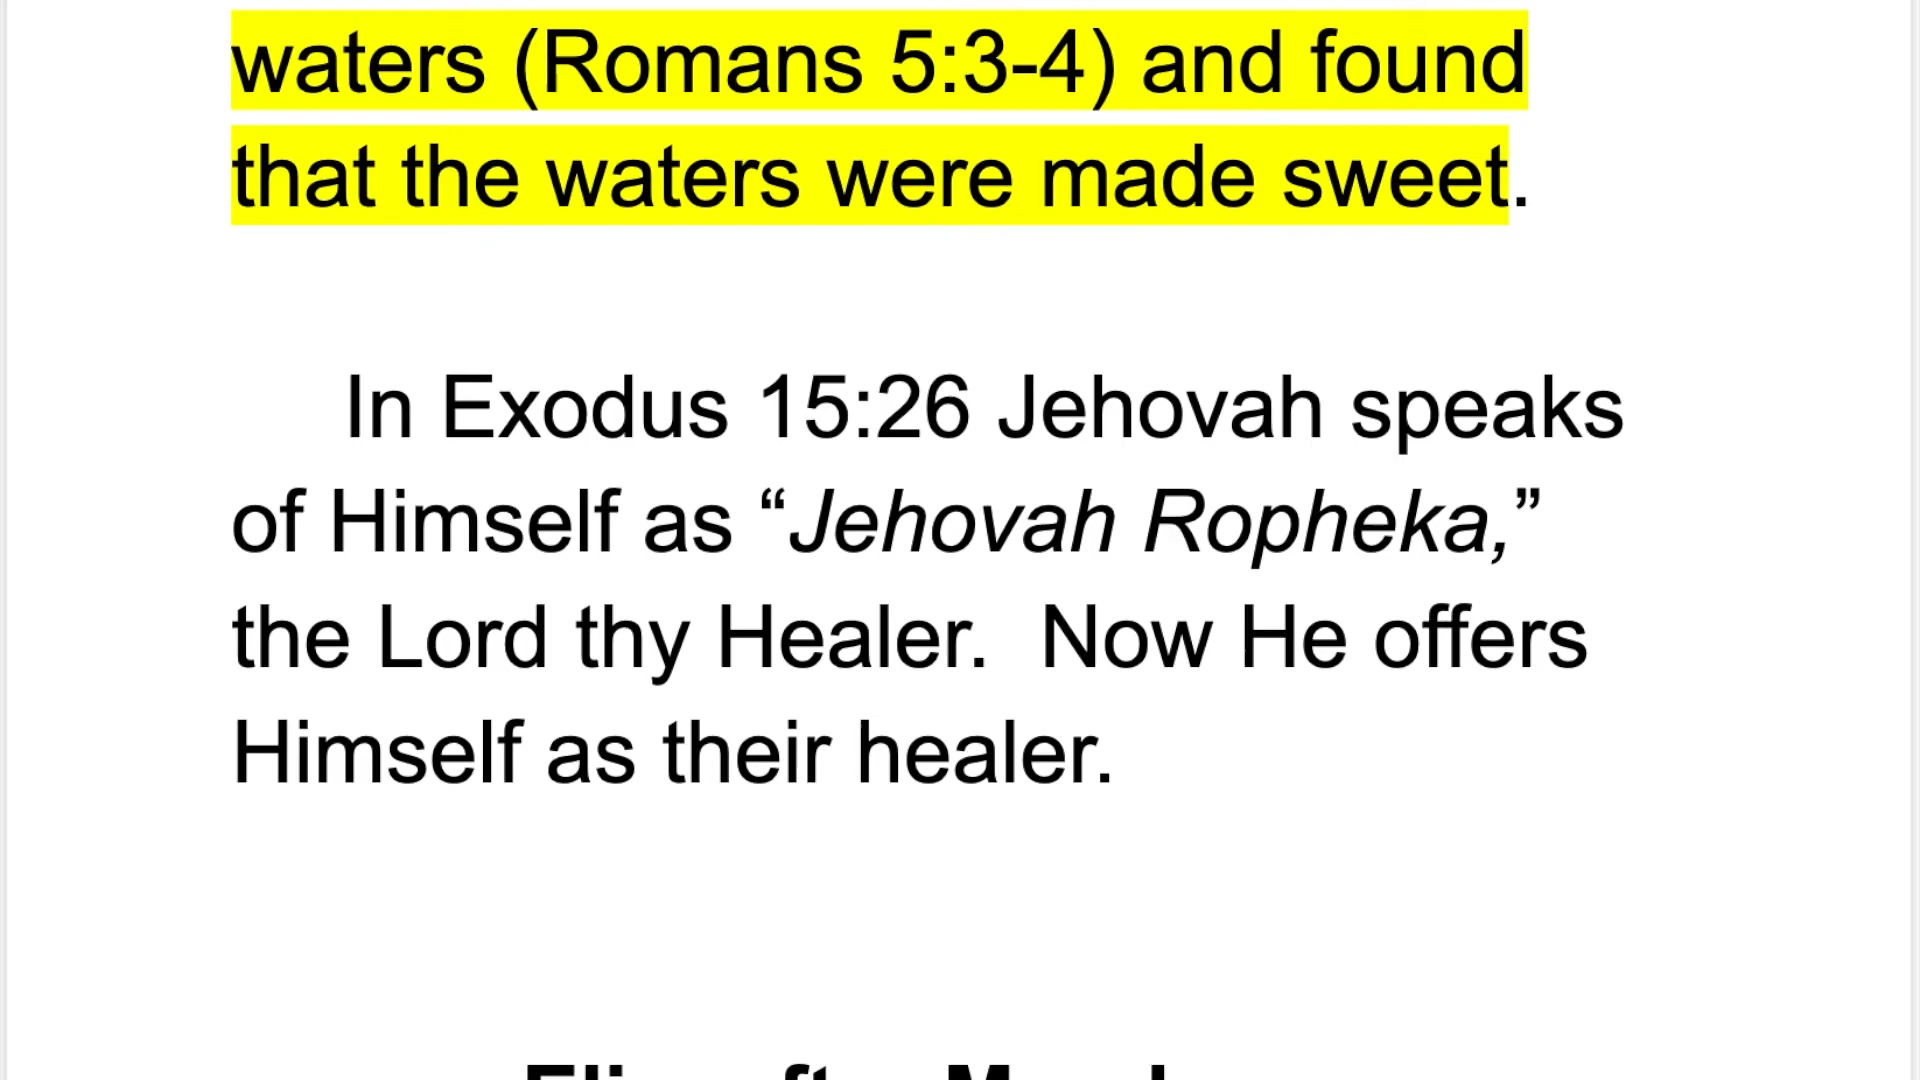 waters (Romans 5:3-4) and found
that the waters were made sweet.
In Exodus 15:26 Jehovah speaks
of Himself as “Jehovah Ropheka,”
the Lord thy Healer.  Now He offers
Himself as their healer.